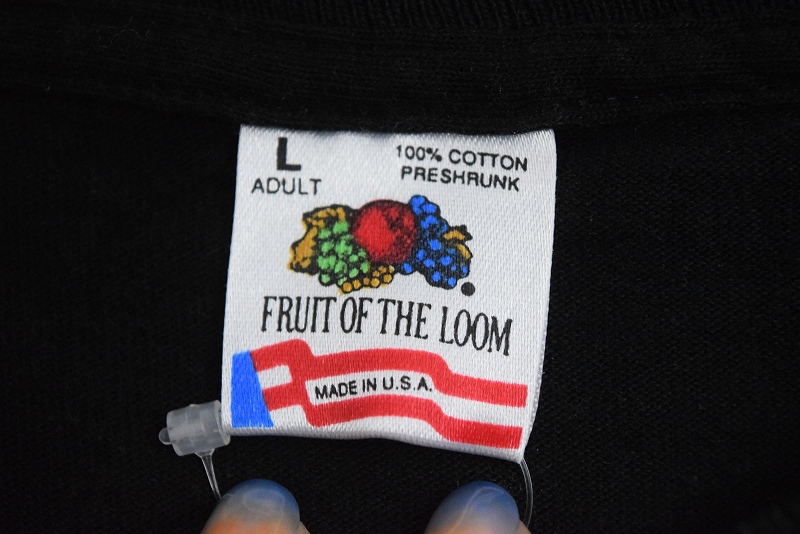 L
ADULT
100% COTTON
PRESHRUNK
FRUIT OF THE LOOM
MADE IN U.S.A.